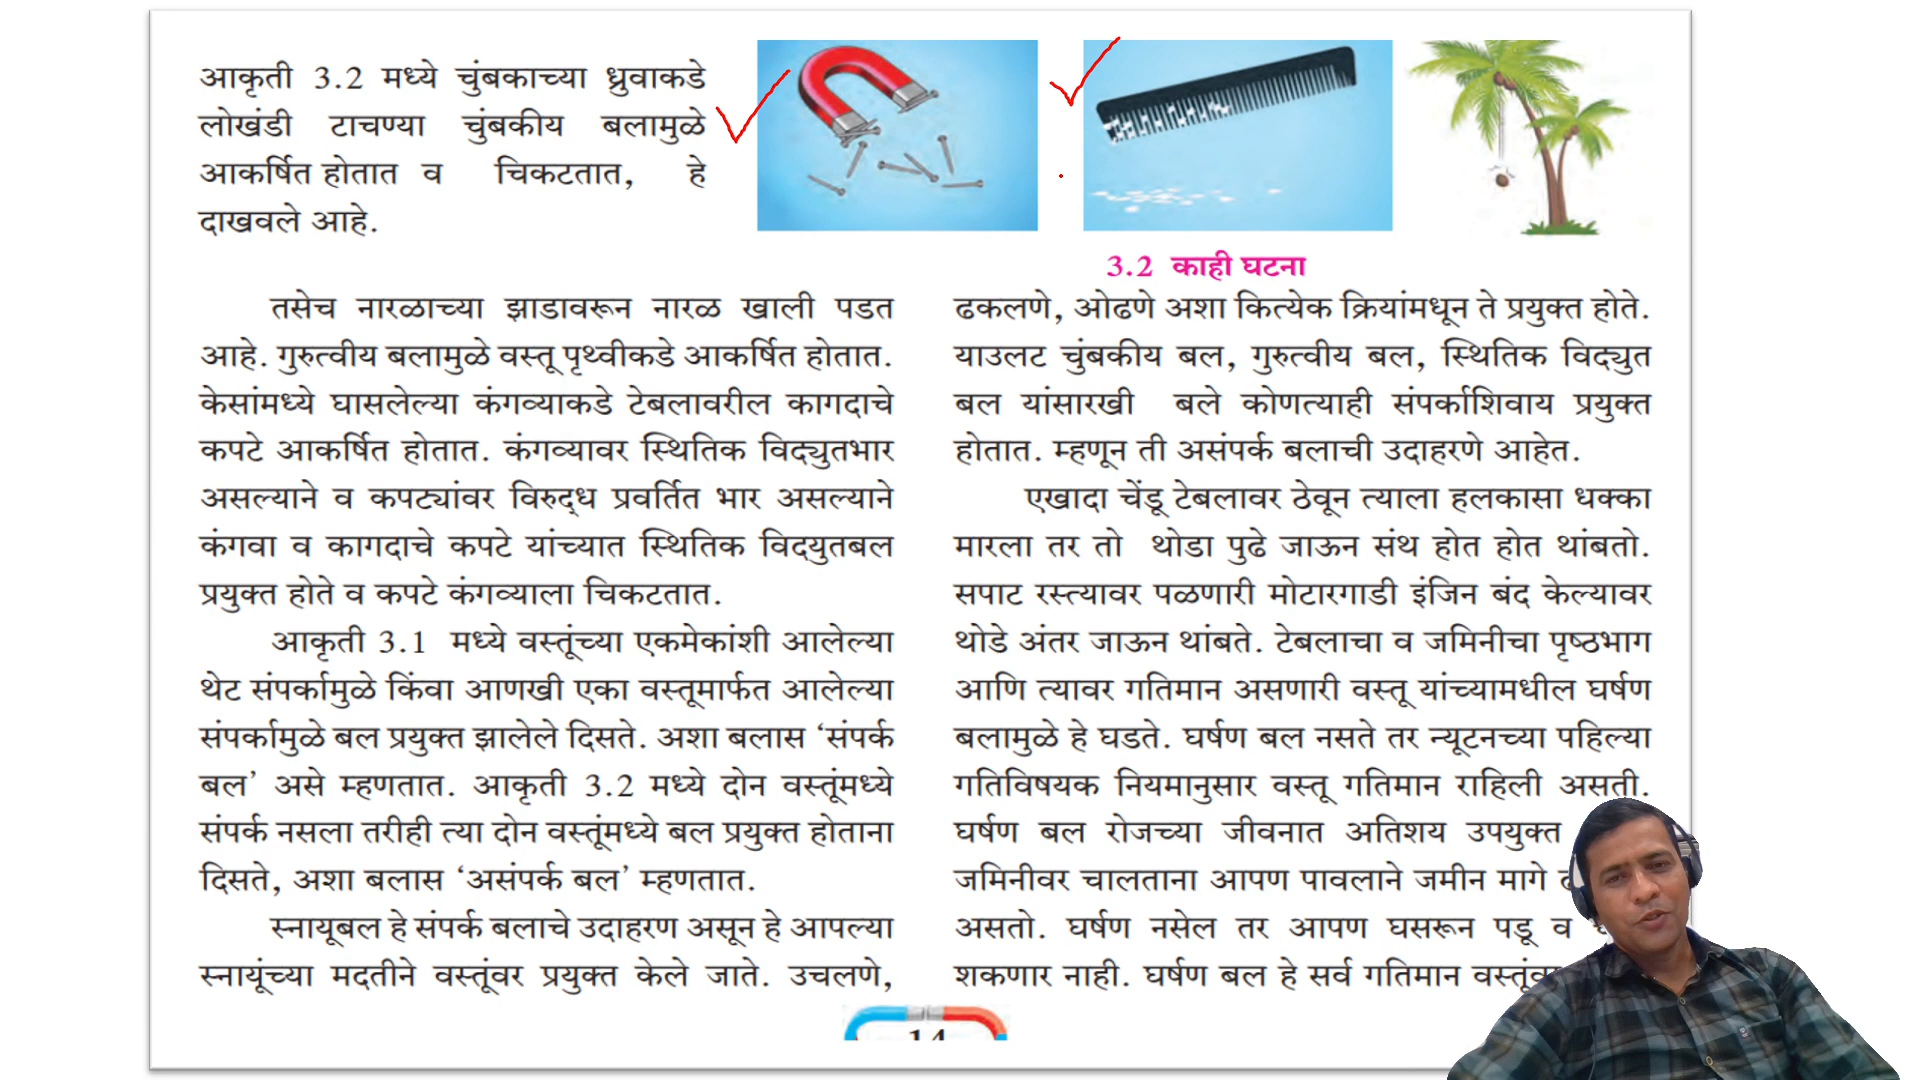 आकृती 3.2 मध्ये चुंबकाच्या ध्रुवाकडे
लोखंडी टाचण्या चुंबकीय बलामुळे
आकर्षित होतात व चिकटतात, हे
दाखवले आहे.
3.2 काही घटना
तसेच नारळाच्या झाडावरून नारळ खाली पडत
आहे. गुरुत्वीय बलामुळे वस्तू पृथ्वीकडे आकर्षित होतात.
केसांमध्ये घासलेल्या कंगव्याकडे टेबलावरील कागदाचे
कपटे आकर्षित होतात. कंगव्यावर स्थितिक विद्युतभार
असल्याने व कपट्यांवर विरुद्ध प्रवर्तित भार असल्याने
कंगवा व कागदाचे कपटे यांच्यात स्थितिक विद्युतबल
प्रयुक्त होते व कपटे कंगव्याला चिकटतात.
आकृती 3.1 मध्ये वस्तूंच्या एकमेकांशी आलेल्या
थेट संपर्कामुळे किंवा आणखी एका वस्तूमार्फत आलेल्या
संपर्कामुळे बल प्रयुक्त झालेले दिसते. अशा बलास ‘संपर्क
बल’ असे म्हणतात. आकृती 3.2 मध्ये दोन वस्तूंमध्ये
संपर्क नसला तरीही त्या दोन वस्तूंमध्ये बल प्रयुक्त होताना
दिसते, अशा बलास ‘असंपर्क बल’ म्हणतात.
स्नायूबल हे संपर्क बलाचे उदाहरण असून हे आपल्या
स्नायूंच्या मदतीने वस्तूंवर प्रयुक्त केले जाते. उचलणे,
ढकलणे, ओढणे अशा कित्येक क्रियांमधून ते प्रयुक्त होते.
याउलट चुंबकीय बल, गुरुत्वीय बल, स्थितिक विद्युत
बल यांसारखी बले कोणत्याही संपर्काशिवाय प्रयुक्त
होतात. म्हणून ती असंपर्क बलाची उदाहरणे आहेत.
एखादा चेंडू टेबलावर ठेवून त्याला हलकासा धक्का
मारला तर तो थोडा पुढे जाऊन संथ होत होत थांबतो.
सपाट रस्त्यावर पळणारी मोटारगाडी इंजिन बंद केल्यावर
थोडे अंतर जाऊन थांबते. टेबलाचा व जमिनीचा पृष्ठभाग
आणि त्यावर गतिमान असणारी वस्तू यांच्यामधील घर्षण
बलामुळे हे घडते. घर्षण बल नसते तर न्यूटनच्या पहिल्या
गतिविषयक नियमानुसार वस्तू गतिमान राहिली असती.
घर्षण बल रोजच्या जीवनात अतिशय उपयुक्त
जमिनीवर चालताना आपण पावलाने जमीन मागे
असतो. घर्षण नसेल तर आपण घसरून पडू व
शकणार नाही. घर्षण बल हे सर्व गतिमान
14